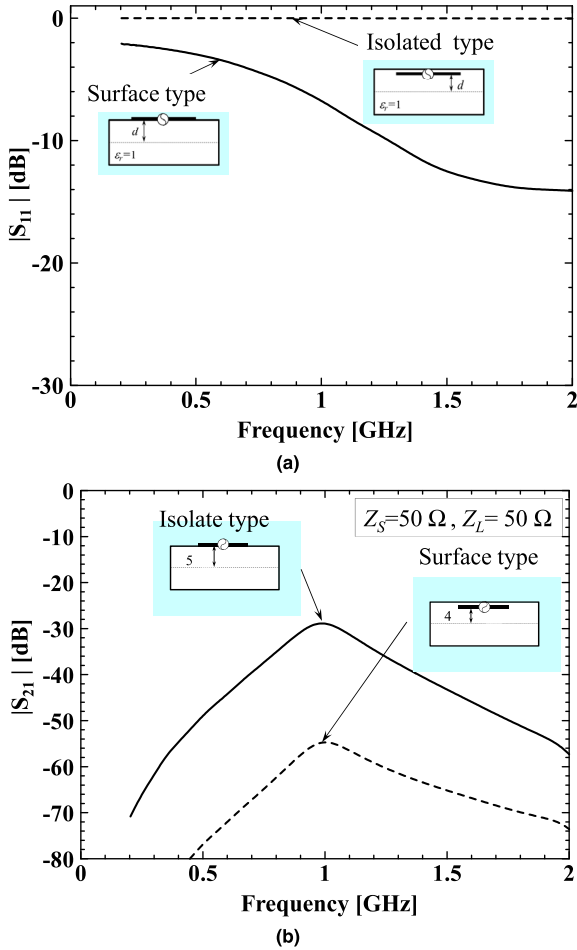 0
Isolated type
d
εr=1
Surface type
d
εr=1
-10
|S11| [dB]
-20
-30
0 0.5 1 1.5 2
Frequency [GHz]
(a)
0
ZS=50 Ω , ZL= 50 Ω
Isolate type
-10
Surface type
5
-20
4
-30
|S21| [dB]
-40
-50
-60
-70
-80
0.5 1 1.5 2
Frequency [GHz]
(b)